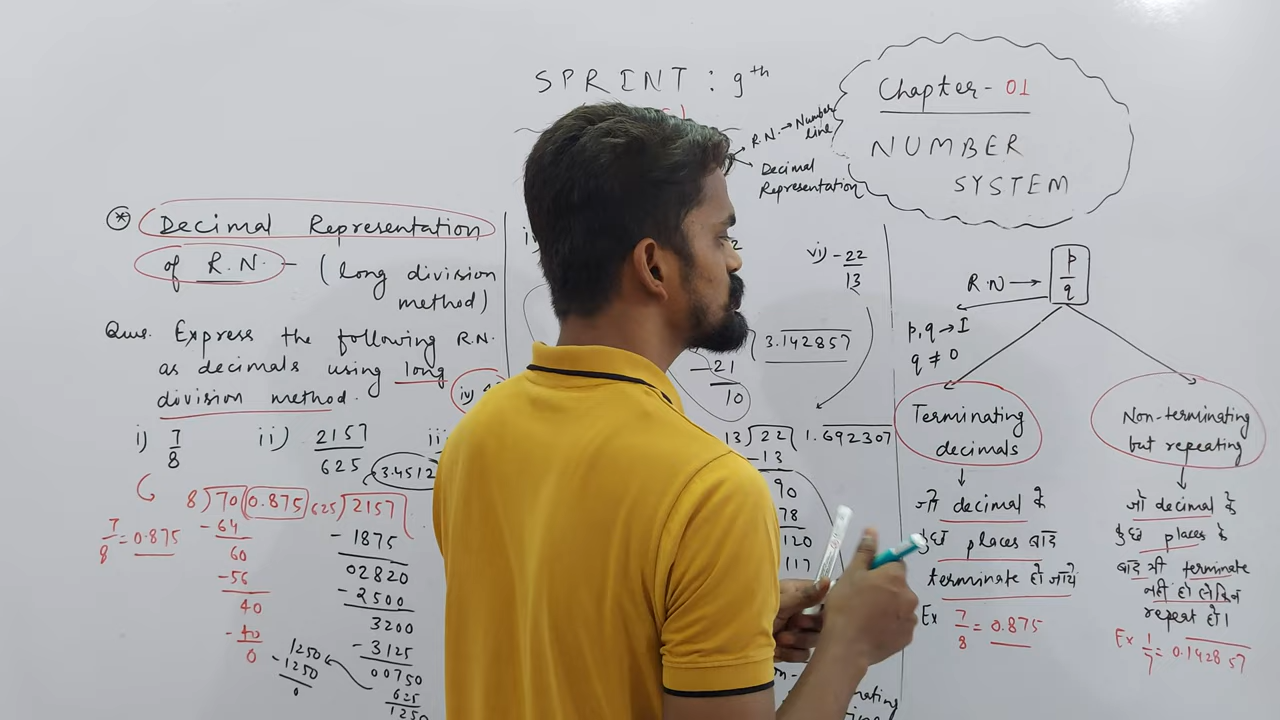 SPRINT : 9th
R.N. → Number line
Decimal Representation
Chapter- 01
NUMBER
SYSTEM
* Decimal Representation
of R.N. - (long division
method)
Ques. Express the following R.N.
as decimals using long
division method.
i) 7/8
ii) 2157/625
3.4512
8)70(0.875
-64
60
-56
40
-40
0
7/8 = 0.875
625)2157(
- 1875
02820
- 2500
3200
- 3125
00750
625
1250
1250
-1250
0
iv)
3.142857
-21
10
vi) -22/13
13)22(1.692307
-13
90
78
120
117
R.N → p/q
p,q → I
q ≠ 0
Terminating
decimals
जो decimal के
कुछ places बाद
terminate हो जाये
Ex 7/8 = 0.875
Non-terminating
but repeating
जो decimal के
कुछ places के
बाद भी terminate
नहीं हो लेकिन
repeat हो।
Ex 1/7 = 0.142857